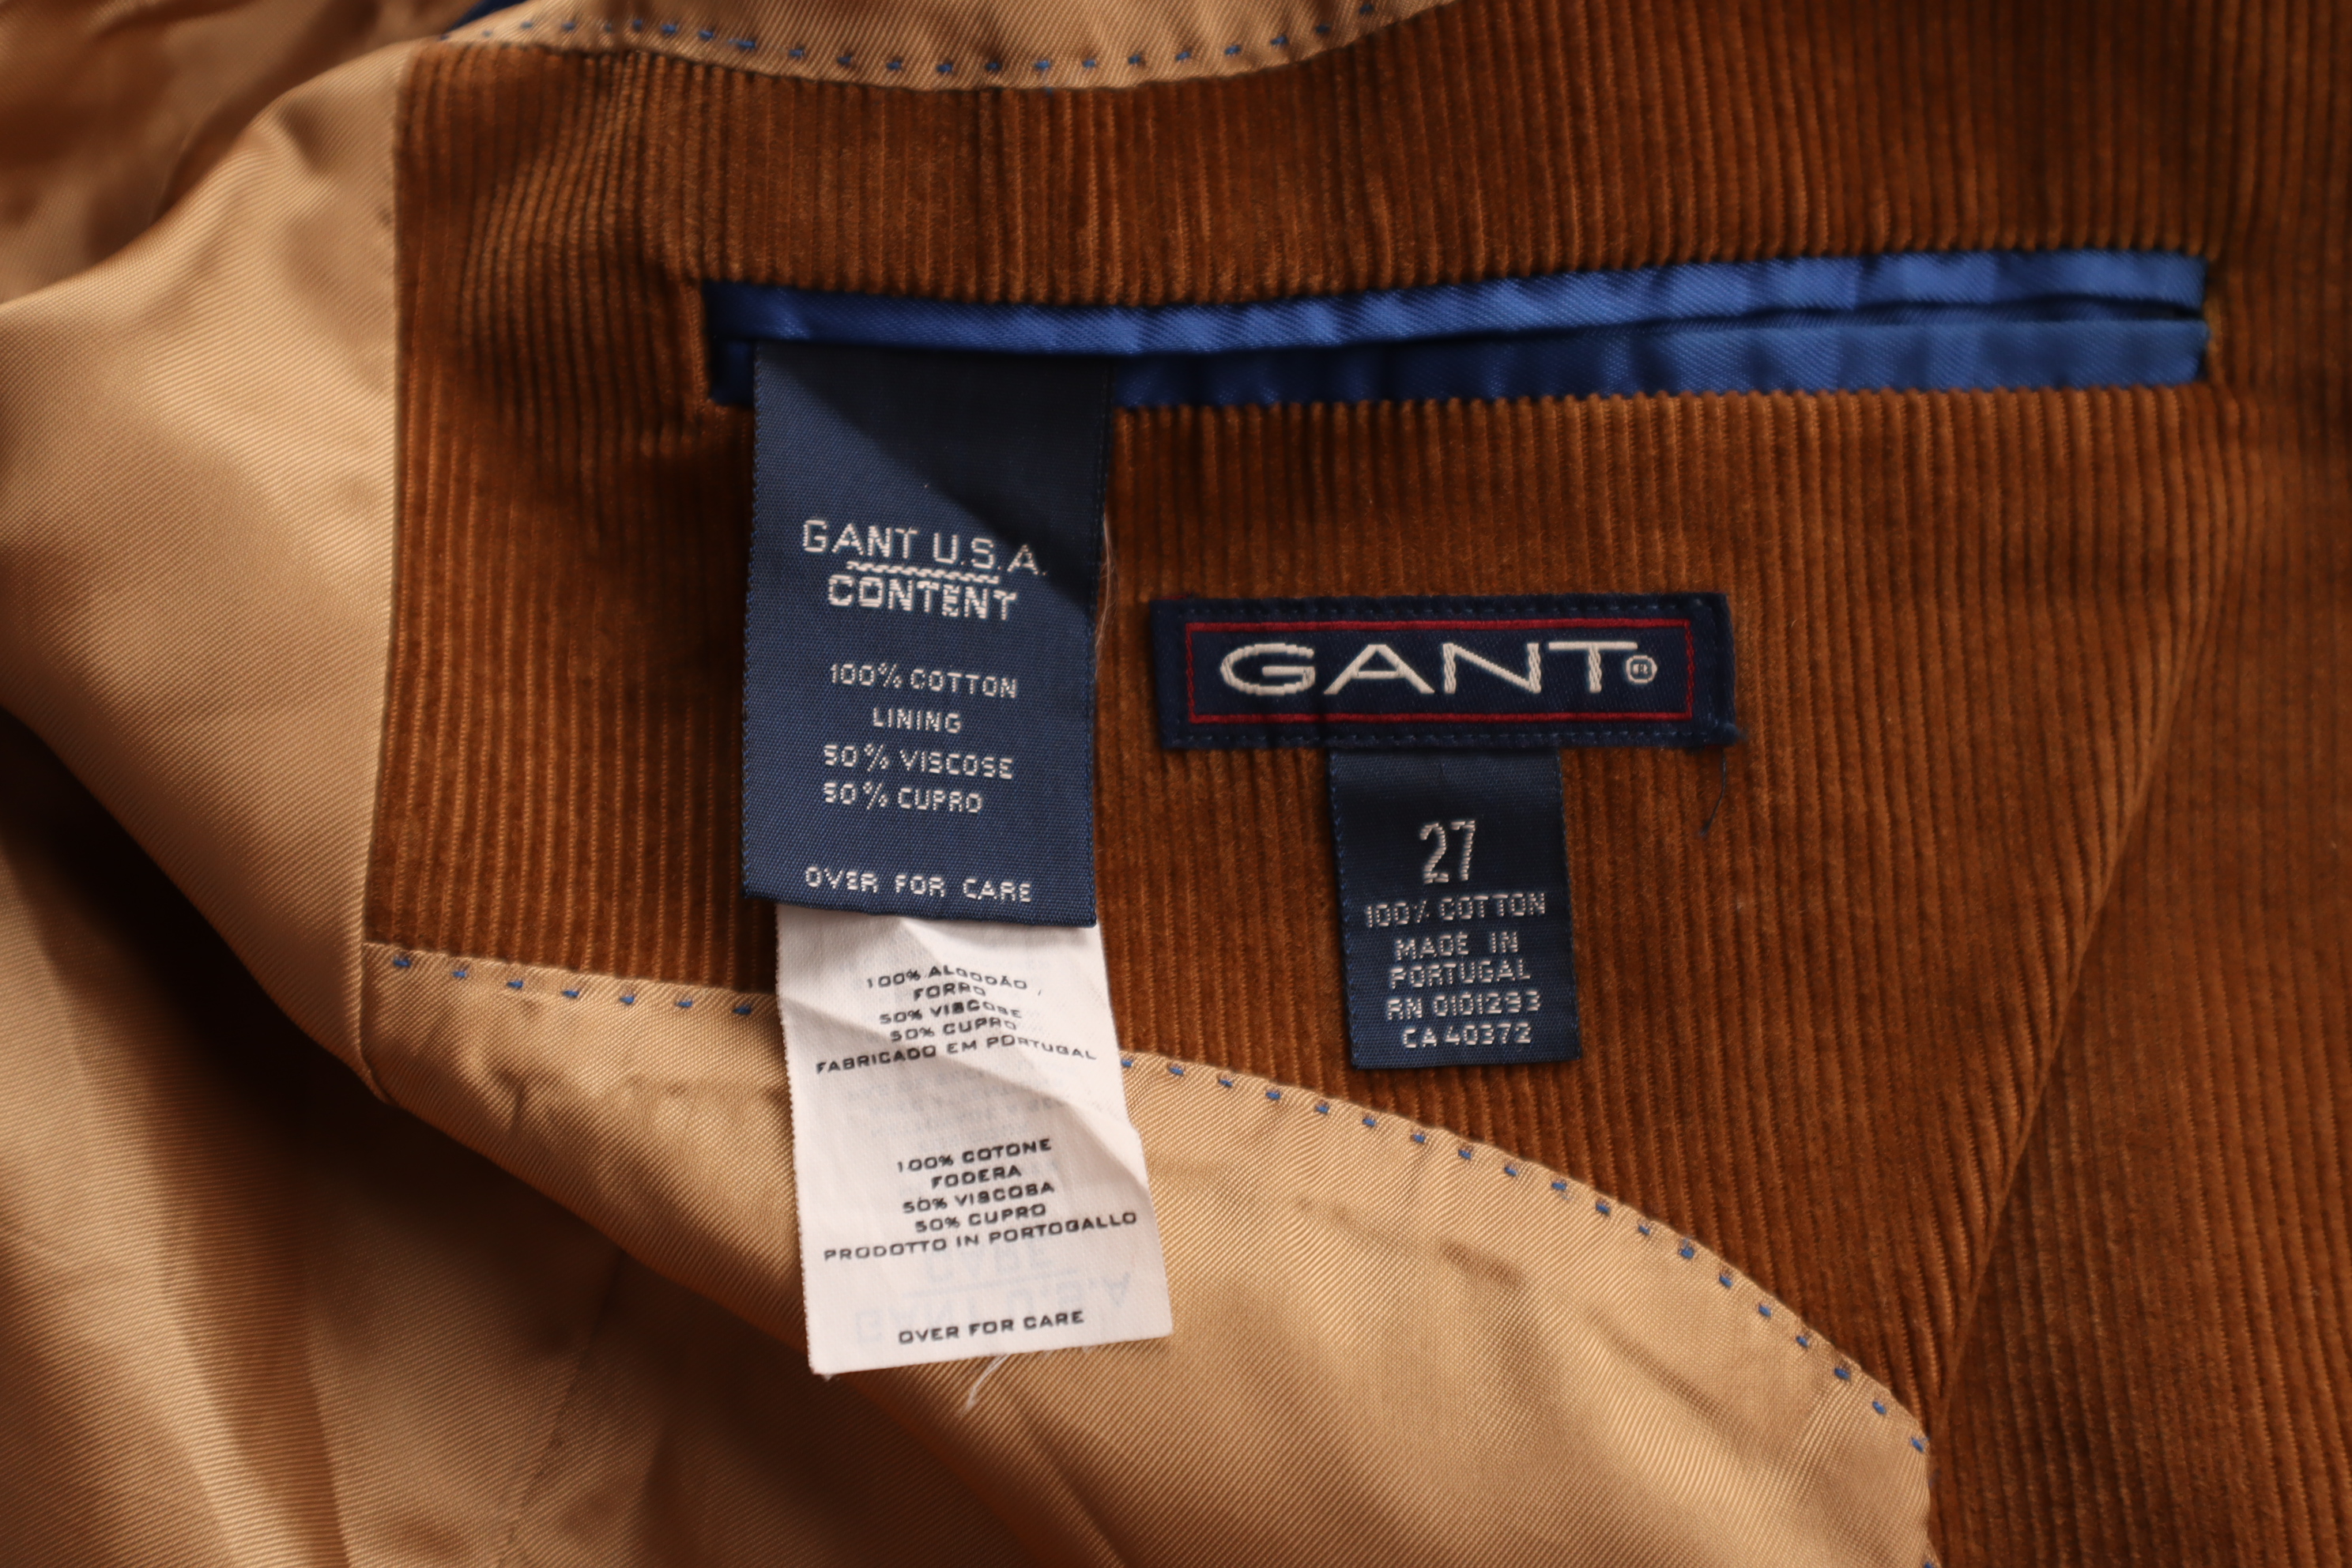 GANT U.S.A.
CONTENT
100% COTTON
LINING
50% VISCOSE
50% CUPRO
OVER FOR CARE
100% ALGODÃO
FORRO
50% VISCOSE
50% CUPRO
FABRICADO EM PORTUGAL
100% COTONE
FODERA
50% VISCOSA
50% CUPRO
PRODOTTO IN PORTOGALLO
OVER FOR CARE
GANT®
27
100% COTTON
MADE IN
PORTUGAL
RN 0101293
CA 40372